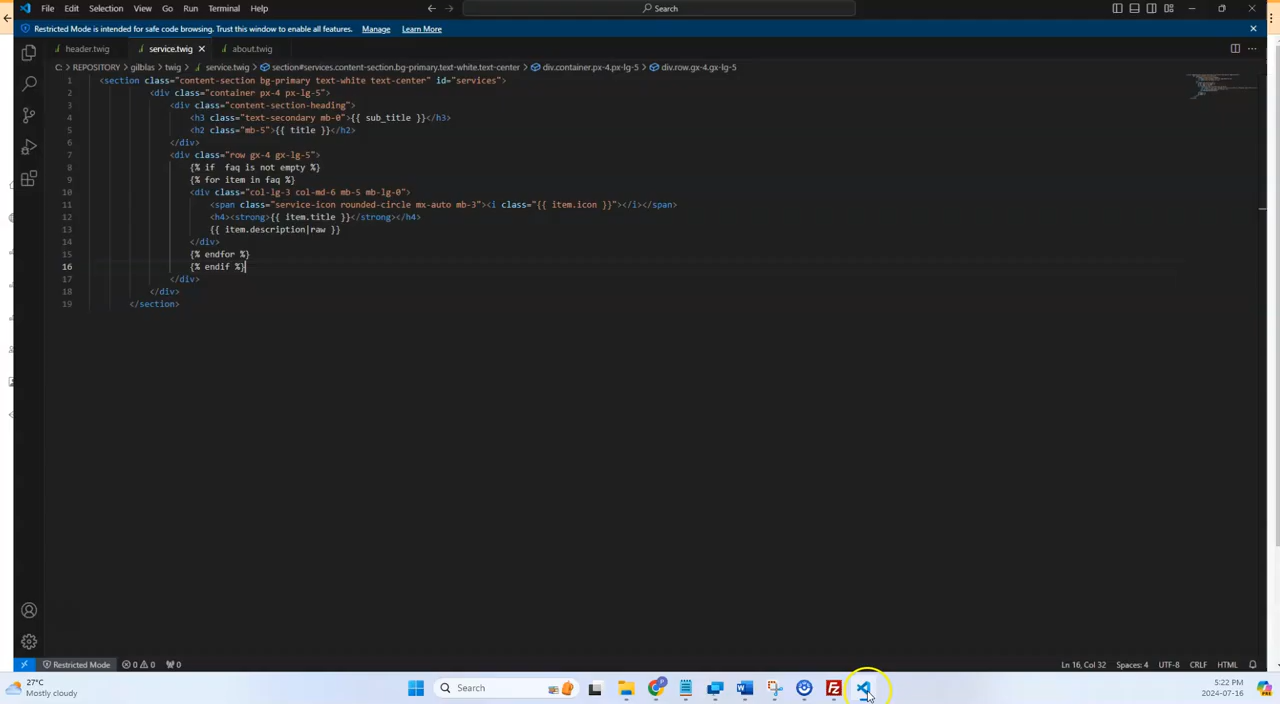 File Edit Selection View Go Run Terminal Help Search
Restricted Mode is intended for safe code browsing. Trust this window to enable all features. Manage Learn More
header.twig service.twig about.twig
C: > REPOSITORY > gilblas > twig > service.twig > section#services.content-section.bg-primary.text-white.text-center > div.container.px-4.px-lg-5 > div.row.gx-4.gx-lg-5
1 <section class="content-section bg-primary text-white text-center" id="services">
2 <div class="container px-4 px-lg-5">
3 <div class="content-section-heading">
4 <h3 class="text-secondary mb-0">{{ sub_title }}</h3>
5 <h2 class="mb-5">{{ title }}</h2>
6 </div>
7 <div class="row gx-4 gx-lg-5">
8 {% if  faq is not empty %}
9 {% for item in faq %}
10 <div class="col-lg-3 col-md-6 mb-5 mb-lg-0">
11 <span class="service-icon rounded-circle mx-auto mb-3"><i class="{{ item.icon }}"></i></span>
12 <h4><strong>{{ item.title }}</strong></h4>
13 {{ item.description|raw }}
14 </div>
15 {% endfor %}
16 {% endif %}
17 </div>
18 </div>
19 </section>
Restricted Mode 0 0 0 Ln 16, Col 32 Spaces: 4 UTF-8 CRLF HTML
27°C
Mostly cloudy
Search
5:22 PM
2024-07-16